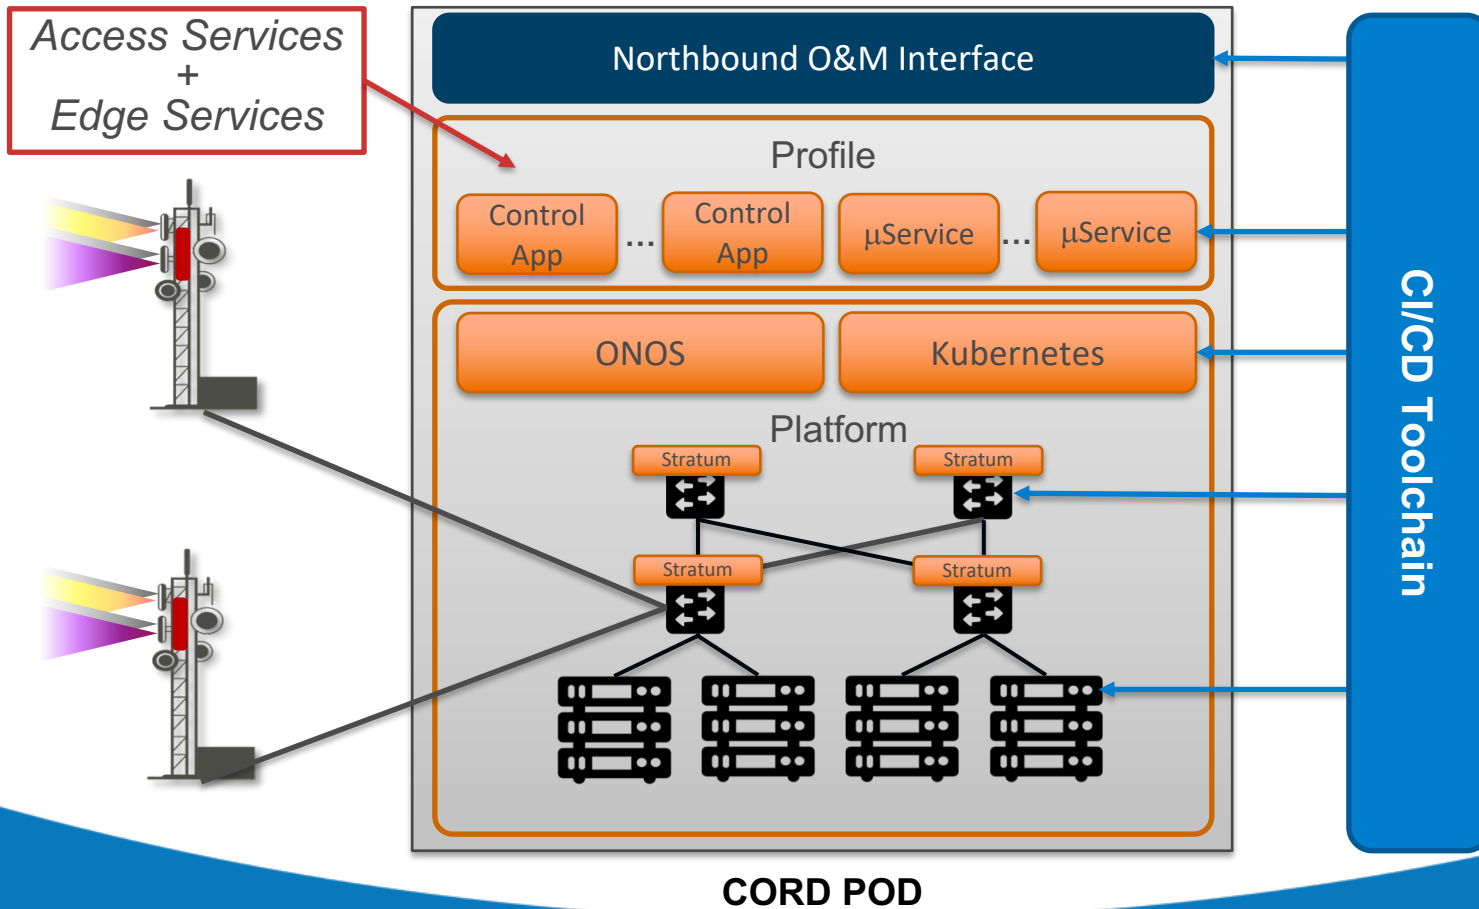 Access Services
+
Edge Services
Northbound O&M Interface
Profile
Control
App
...
Control
App
μService
...
μService
ONOS
Kubernetes
Platform
Stratum
Stratum
Stratum
Stratum
CI/CD Toolchain
CORD POD